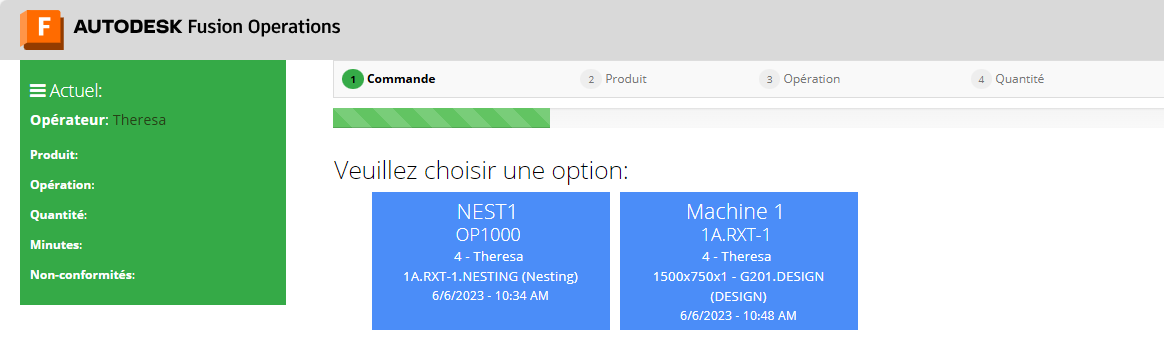 F AUTODESK Fusion Operations
Actuel:
Opérateur: Theresa
Produit:
Opération:
Quantité:
Minutes:
Non-conformités:
1 Commande 2 Produit 3 Opération 4 Quantité
Veuillez choisir une option:
NEST1
OP1000
4 - Theresa
1A.RXT-1.NESTING (Nesting)
6/6/2023 - 10:34 AM
Machine 1
1A.RXT-1
4 - Theresa
1500x750x1 - G201.DESIGN
(DESIGN)
6/6/2023 - 10:48 AM